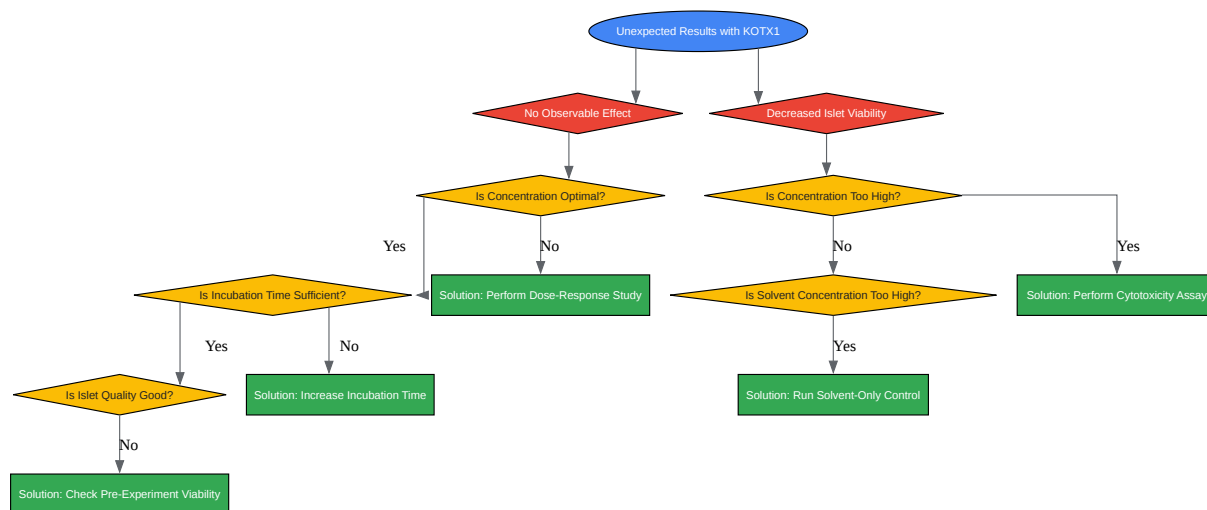 Unexpected Results with KOTX1
No Observable Effect
Decreased Islet Viability
Is Concentration Optimal?
Is Concentration Too High?
Yes
No
No
Yes
Is Incubation Time Sufficient?
Solution: Perform Dose-Response Study
Is Solvent Concentration Too High?
Solution: Perform Cytotoxicity Assay
Yes
No
Yes
Is Islet Quality Good?
Solution: Increase Incubation Time
Solution: Run Solvent-Only Control
No
Solution: Check Pre-Experiment Viability